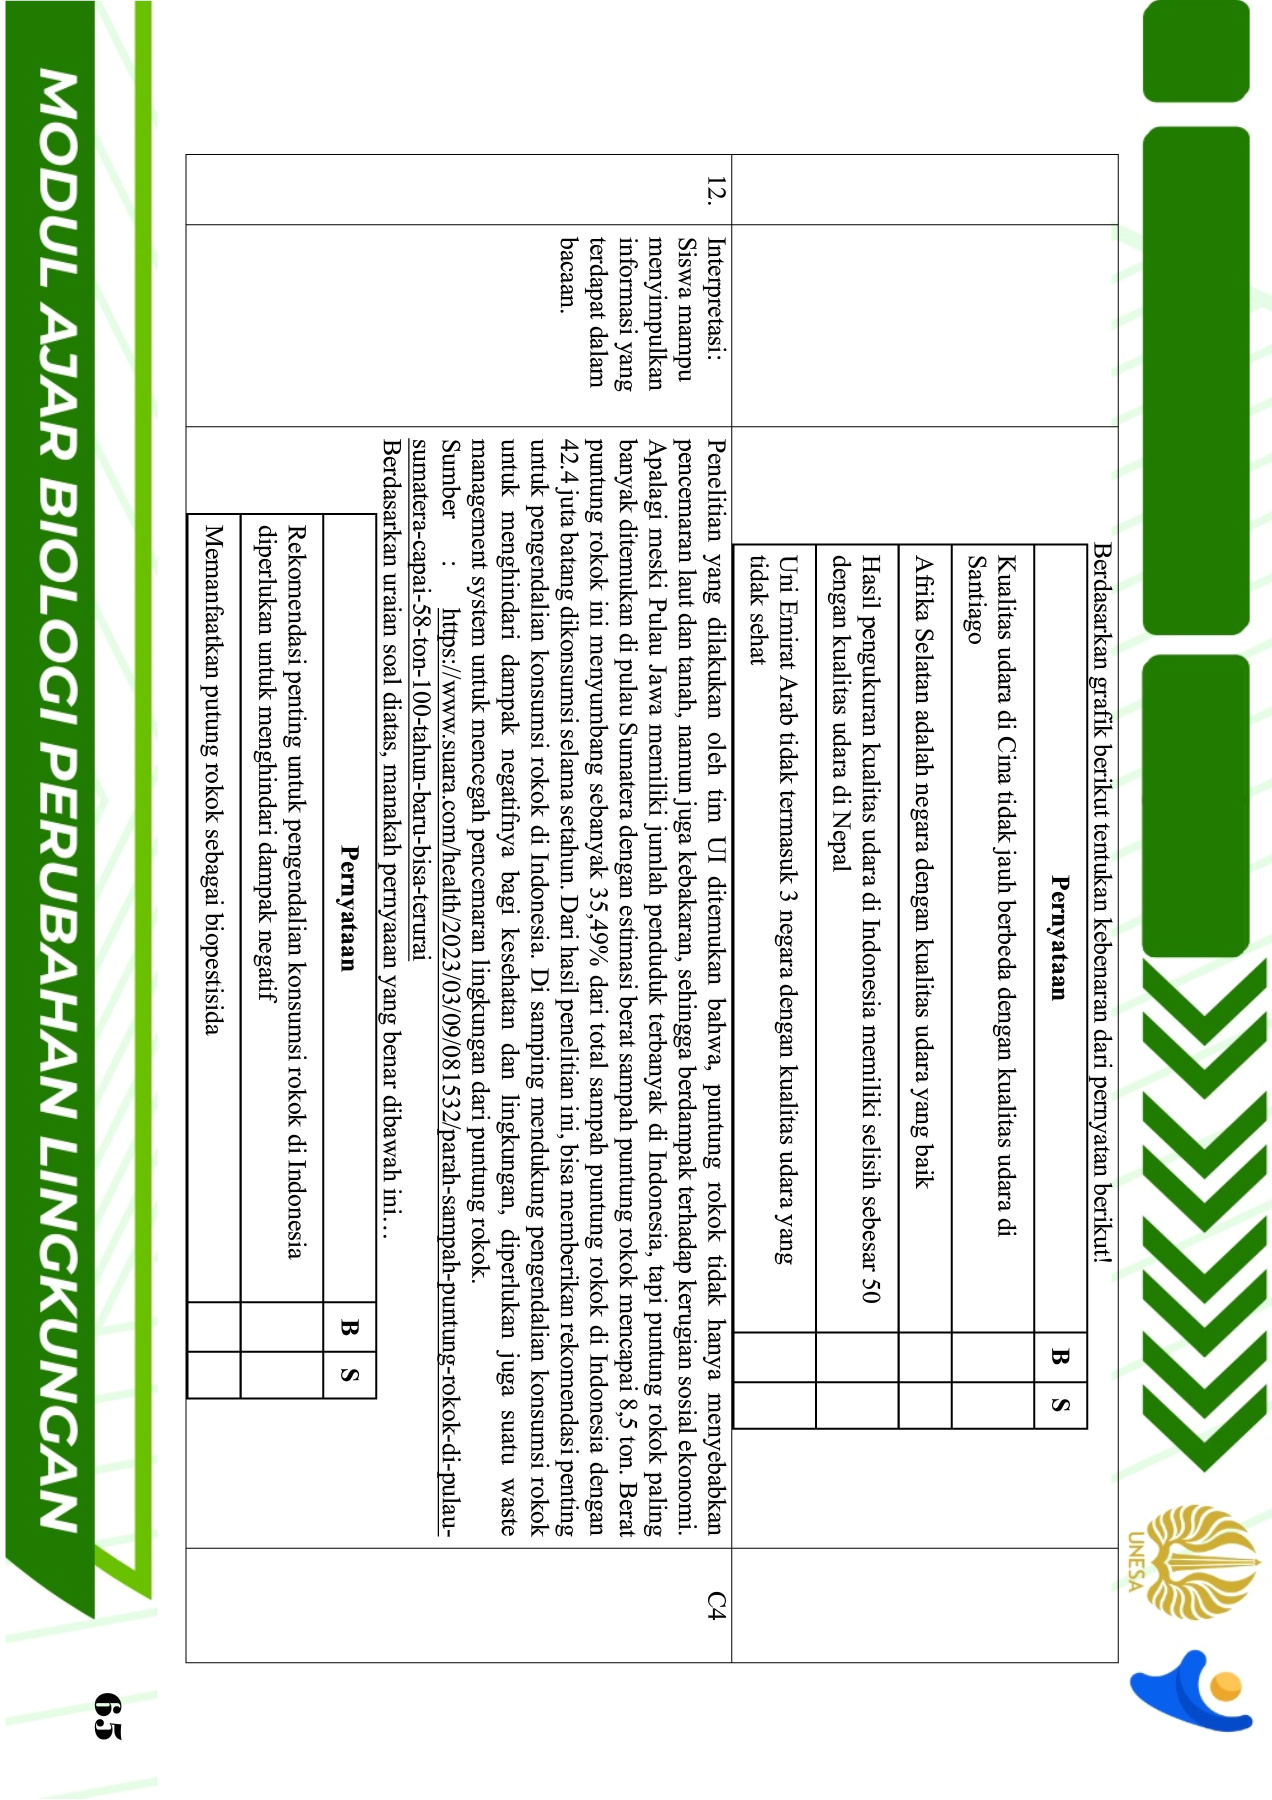 Berdasarkan grafik berikut tentukan kebenaran dari pernyatan berikut!
Pernyataan B S
Kualitas udara di Cina tidak jauh berbeda dengan kualitas udara di
Santiago
Afrika Selatan adalah negara dengan kualitas udara yang baik
Hasil pengukuran kualitas udara di Indonesia memiliki selisih sebesar 50
dengan kualitas udara di Nepal
Uni Emirat Arab tidak termasuk 3 negara dengan kualitas udara yang
tidak sehat
12.
Interpretasi:
Siswa mampu
menyimpulkan
informasi yang
terdapat dalam
bacaan.
Penelitian yang dilakukan oleh tim UI ditemukan bahwa, puntung rokok tidak hanya menyebabkan
pencemaran laut dan tanah, namun juga kebakaran, sehingga berdampak terhadap kerugian sosial ekonomi.
Apalagi meski Pulau Jawa memiliki jumlah penduduk terbanyak di Indonesia, tapi puntung rokok paling
banyak ditemukan di pulau Sumatera dengan estimasi berat sampah puntung rokok mencapai 8,5 ton. Berat
puntung rokok ini menyumbang sebanyak 35,49% dari total sampah puntung rokok di Indonesia dengan
42.4 juta batang dikonsumsi selama setahun. Dari hasil penelitian ini, bisa memberikan rekomendasi penting
untuk pengendalian konsumsi rokok di Indonesia. Di samping mendukung pengendalian konsumsi rokok
untuk menghindari dampak negatifnya bagi kesehatan dan lingkungan, diperlukan juga suatu waste
management system untuk mencegah pencemaran lingkungan dari puntung rokok.
Sumber : https://www.suara.com/health/2023/03/09/081532/parah-sampah-puntung-rokok-di-pulau-
sumatera-capai-58-ton-100-tahun-baru-bisa-terurai
Berdasarkan uraian soal diatas, manakah pernyaaan yang benar dibawah ini…
Pernyataan B S
Rekomendasi penting untuk pengendalian konsumsi rokok di Indonesia
diperlukan untuk menghindari dampak negatif
Memanfaatkan putung rokok sebagai biopestisida
C4
UNESA
MODUL AJAR BIOLOGI PERUBAHAN LINGKUNGAN
65